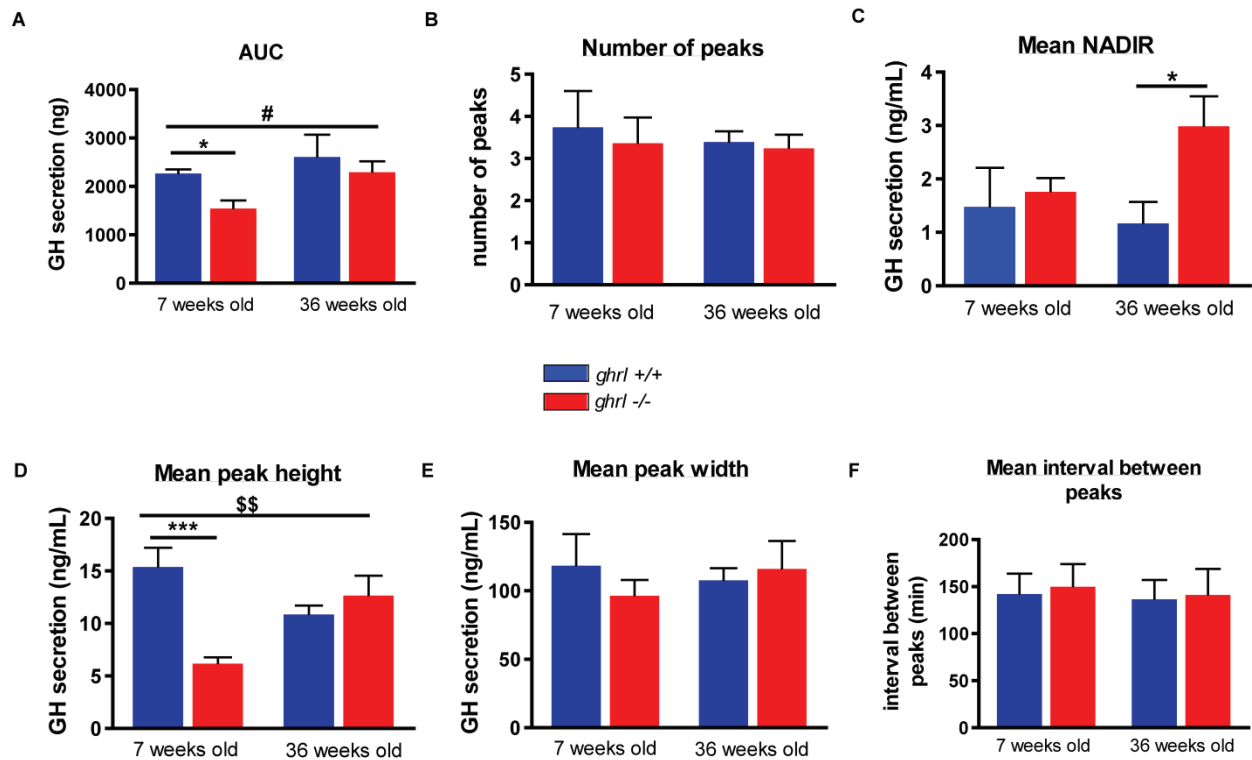 A
AUC
GH secretion (ng)
4000
3000
2000
1000
0
#
*
7 weeks old
36 weeks old
B
Number of peaks
number of peaks
5
4
3
2
1
0
7 weeks old
36 weeks old
C
Mean NADIR
GH secretion (ng/mL)
4
3
2
1
0
*
7 weeks old
36 weeks old
ghrl +/+
ghrl -/-
D
Mean peak height
GH secretion (ng/mL)
20
15
10
5
0
$$
***
7 weeks old
36 weeks old
E
Mean peak width
GH secretion (ng/mL)
150
100
50
0
7 weeks old
36 weeks old
F
Mean interval between
peaks
interval between
peaks (min)
200
150
100
50
0
7 weeks old
36 weeks old